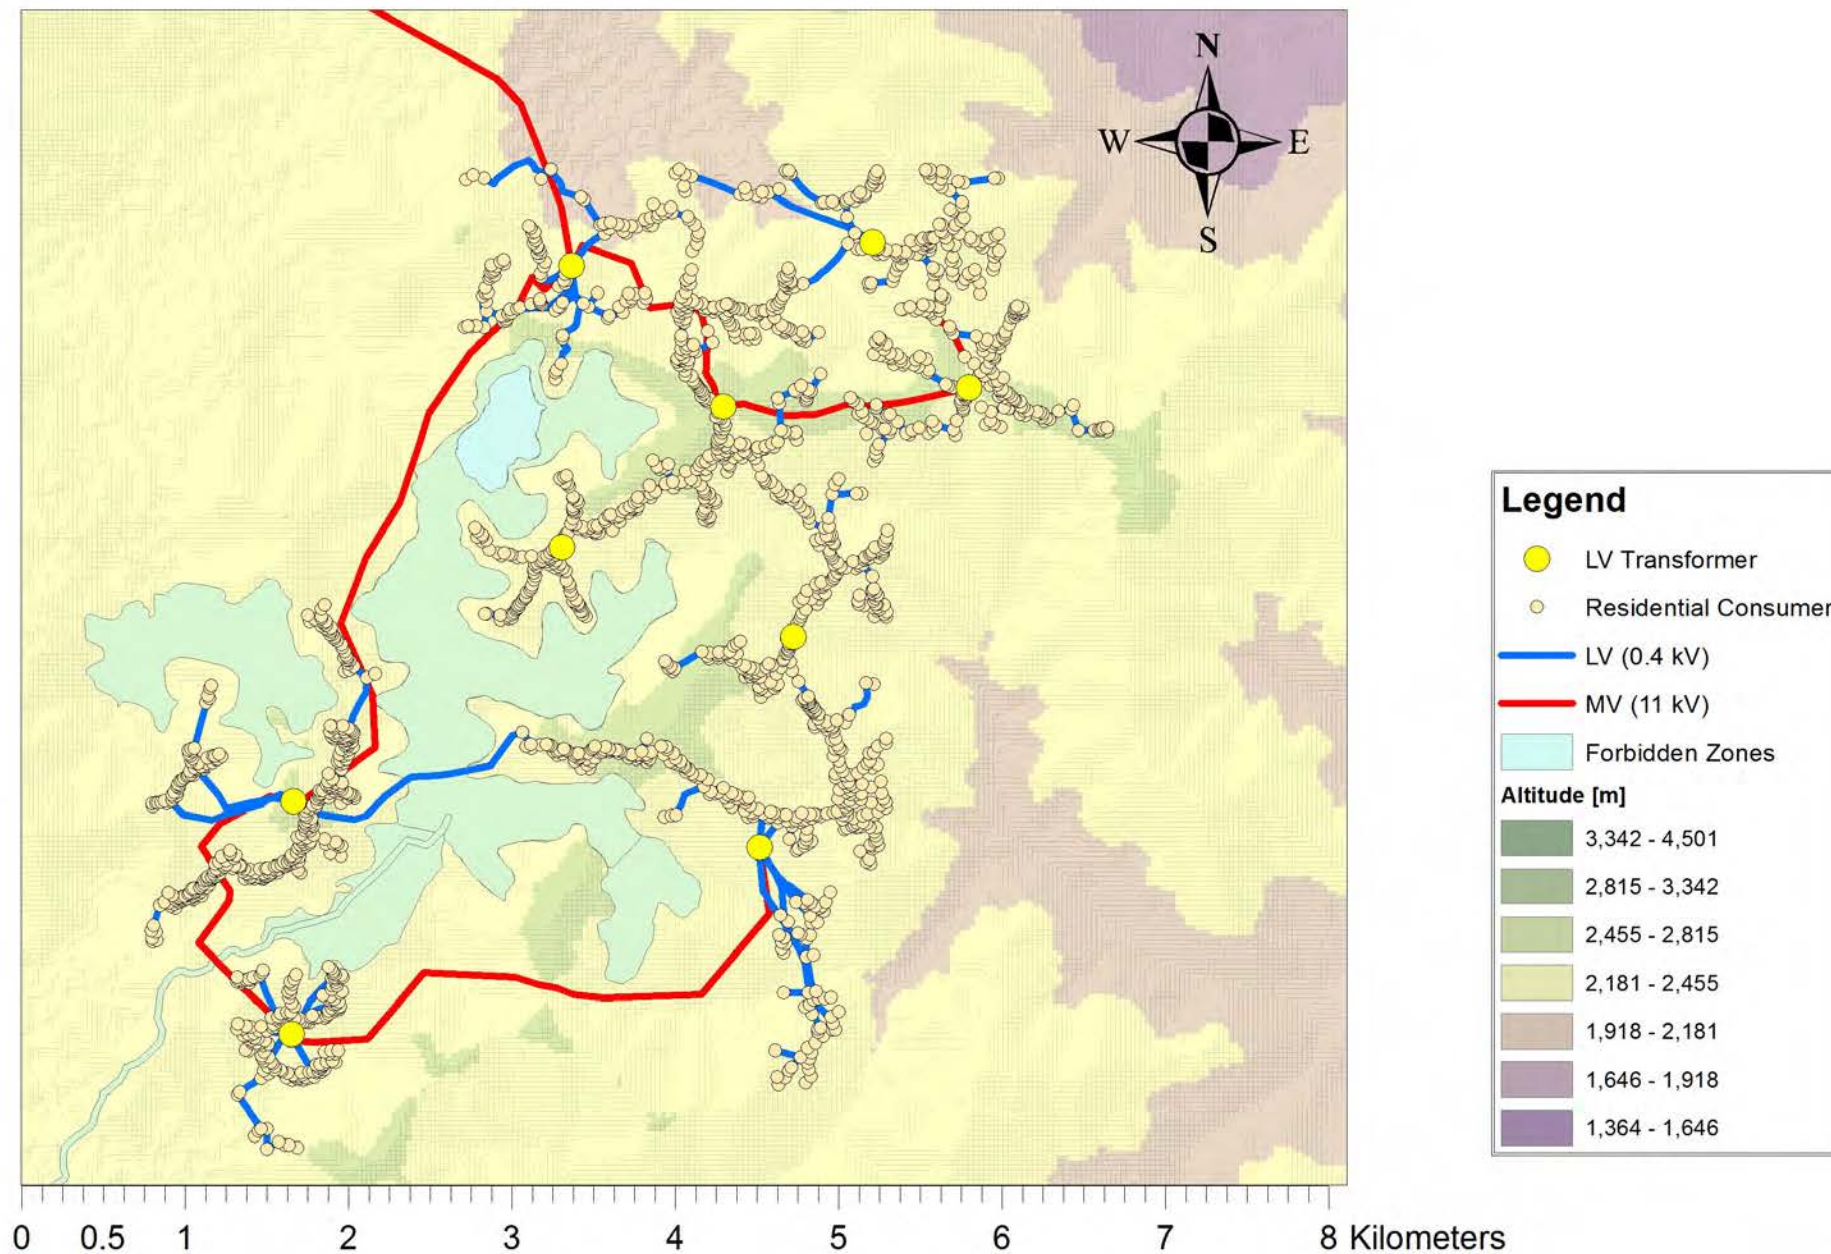 N
W E
S
Legend
LV Transformer
Residential Consumer
LV (0.4 kV)
MV (11 kV)
Forbidden Zones
Altitude [m]
3,342 - 4,501
2,815 - 3,342
2,455 - 2,815
2,181 - 2,455
1,918 - 2,181
1,646 - 1,918
1,364 - 1,646
0 0.5 1 2 3 4 5 6 7 8 Kilometers